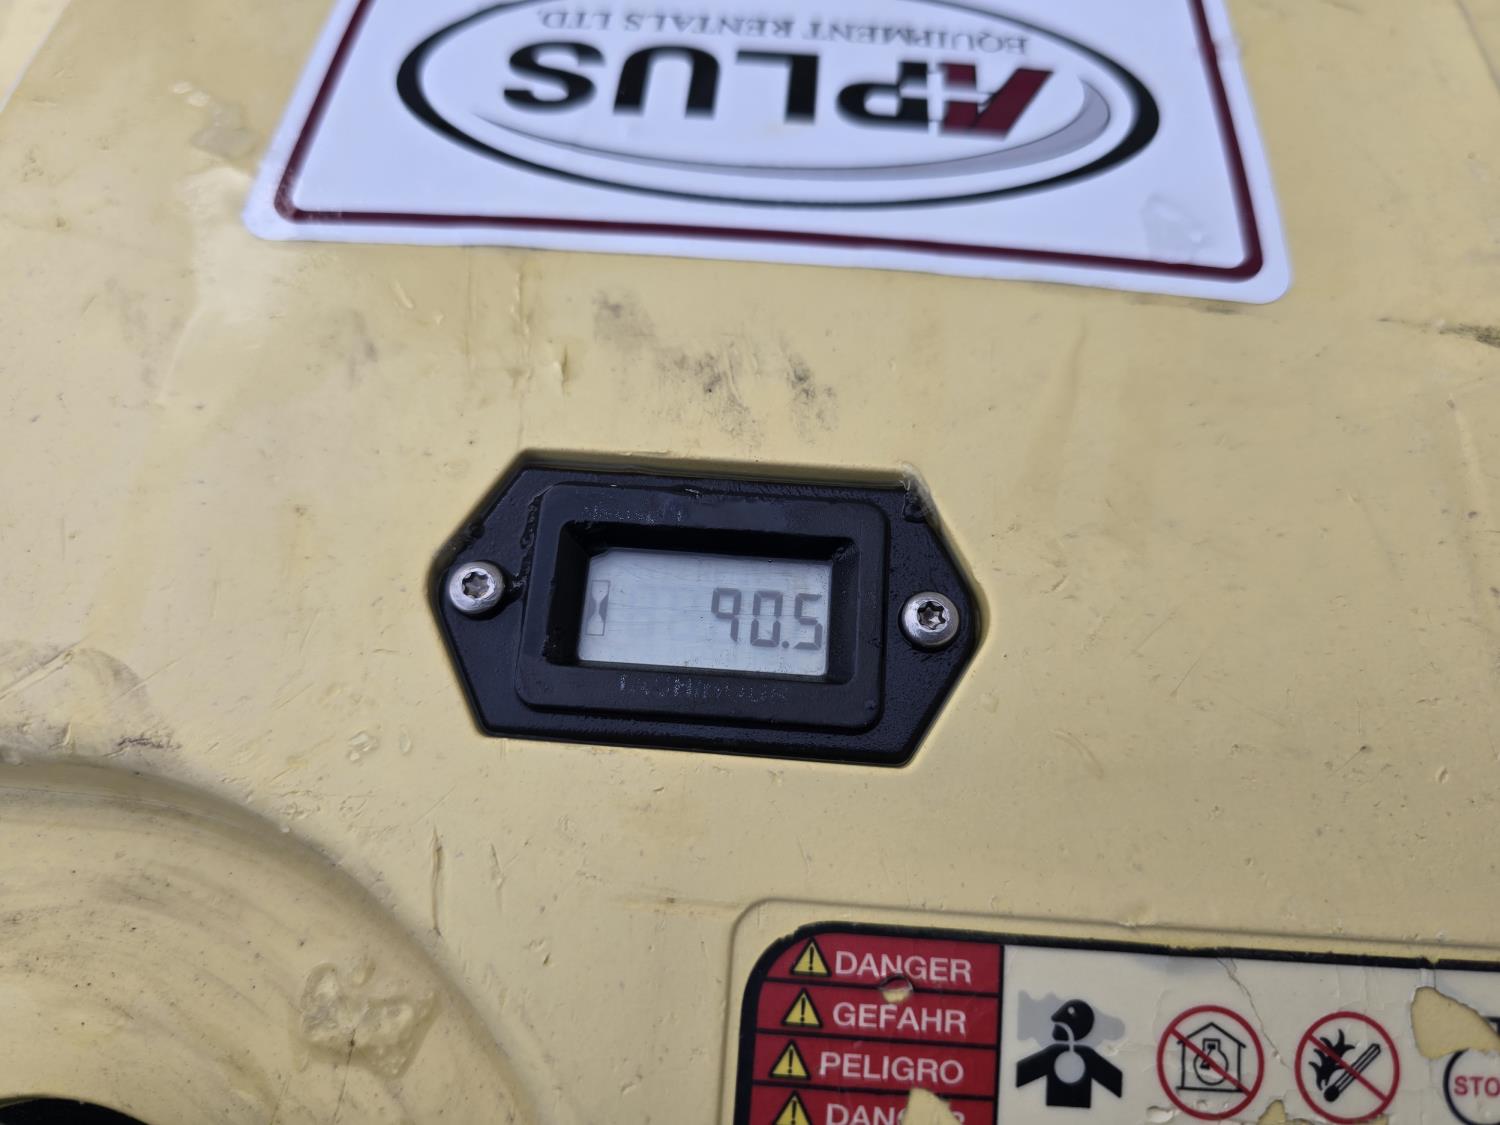 APLUS
EQUIPMENT RENTALS LTD.
90.5
DANGER
GEFAHR
PELIGRO